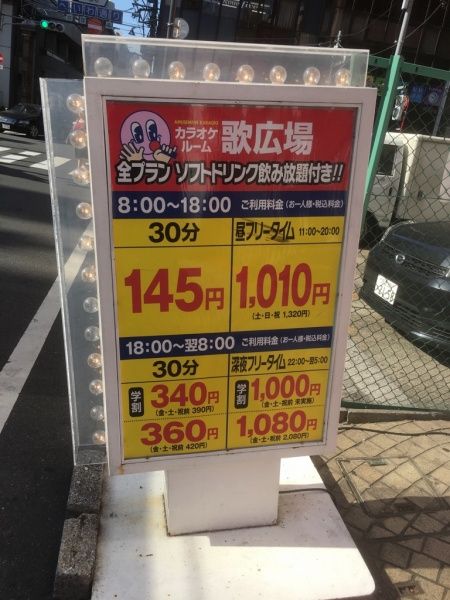 AMUSEMENT KARAOKE
カラオケ
ルーム
歌広場
全プラン ソフトドリンク飲み放題付き!!
8:00~18:00 ご利用料金 (お一人様・税込料金)
30分
昼フリータイム 11:00~20:00
145円
1,010円
(土・日・祝 1,320円)
18:00~翌8:00 ご利用料金 (お一人様・税込料金)
30分
深夜フリータイム 22:00~翌5:00
学割 340円
(金・土・祝前 390円)
学割 1,000円
(金・土・祝前 未実施)
360円
(金・土・祝前 420円)
1,080円
(金・土・祝前 2,080円)